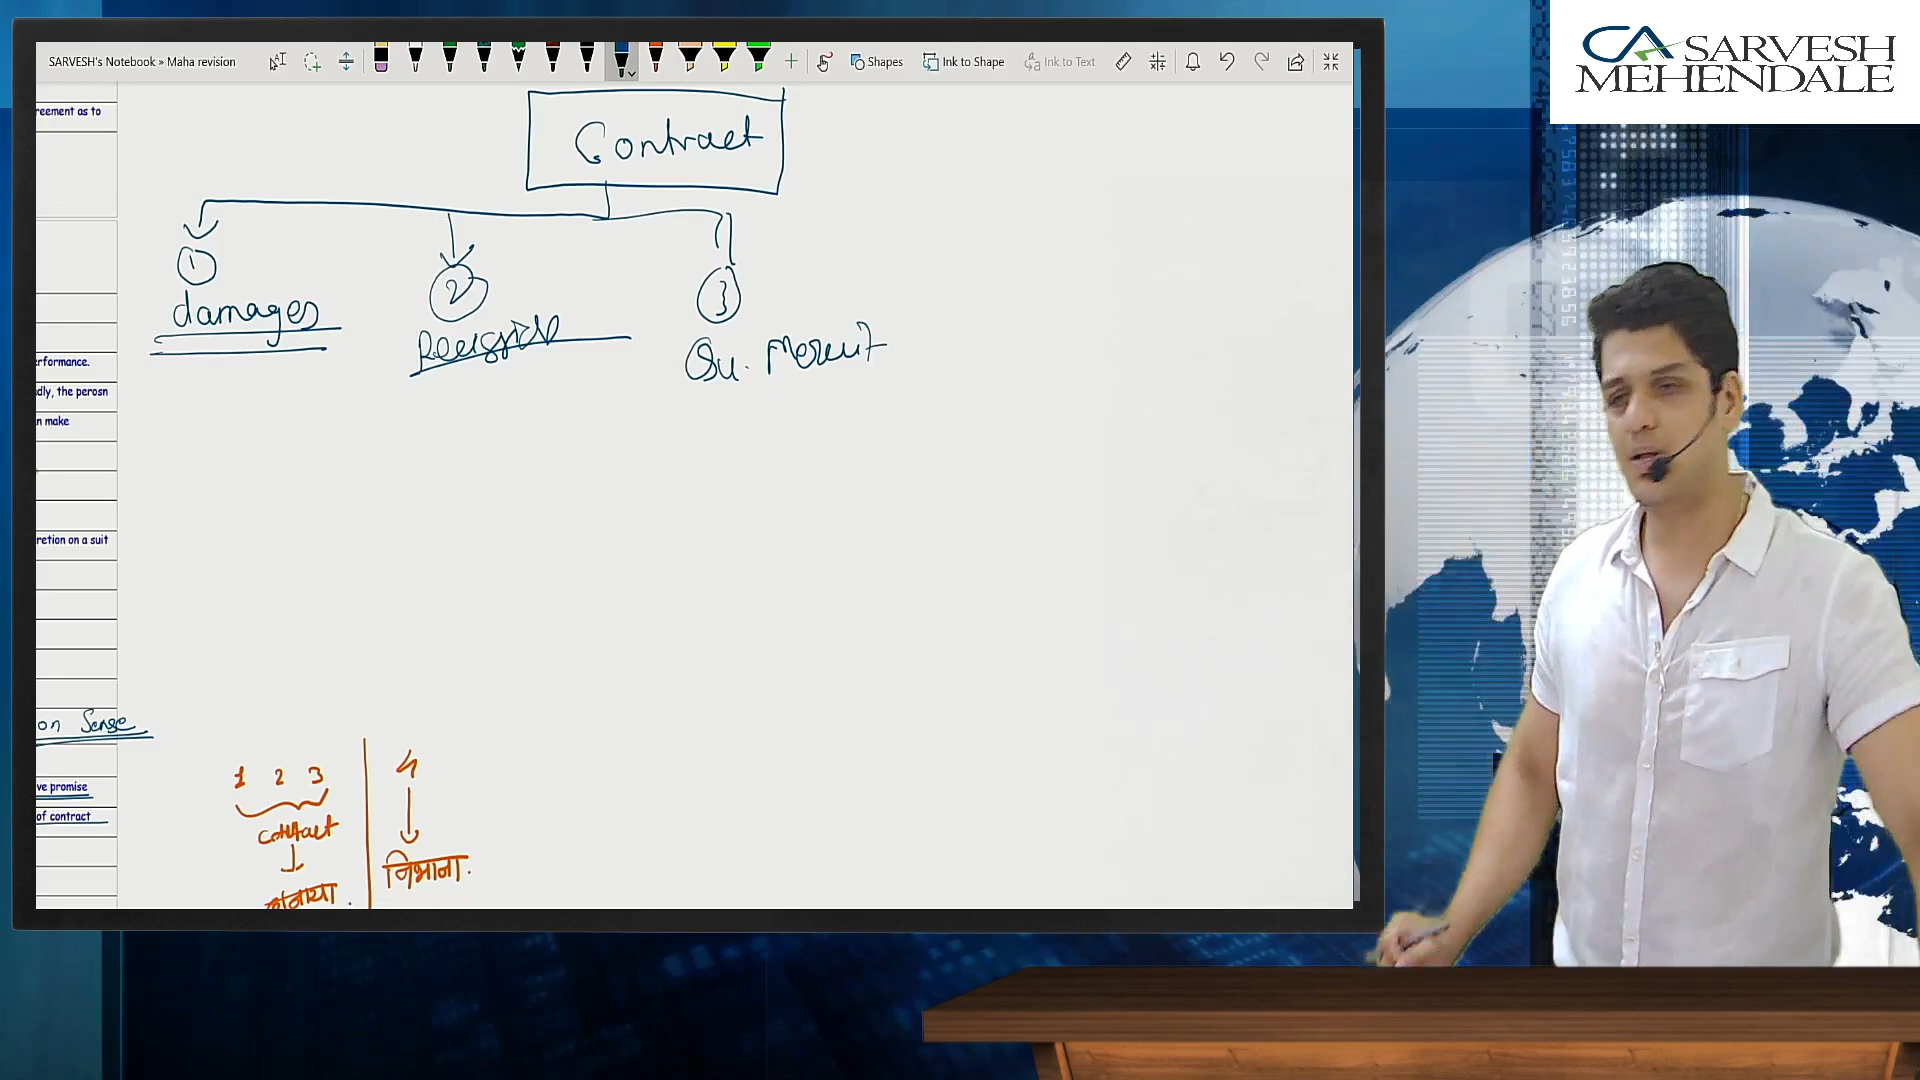 CA SARVESH
MEHENDALE
SARVESH's Notebook » Maha revision
Shapes
Ink to Shape
Ink to Text
reement as to
Contract
1
2
3
damages
Qu. Meruit
rformance.
dly, the perosn
n make
retion on a suit
on Sense
ve promise
of contract
1 2 3
4
contract
निभाना.
बनाया.